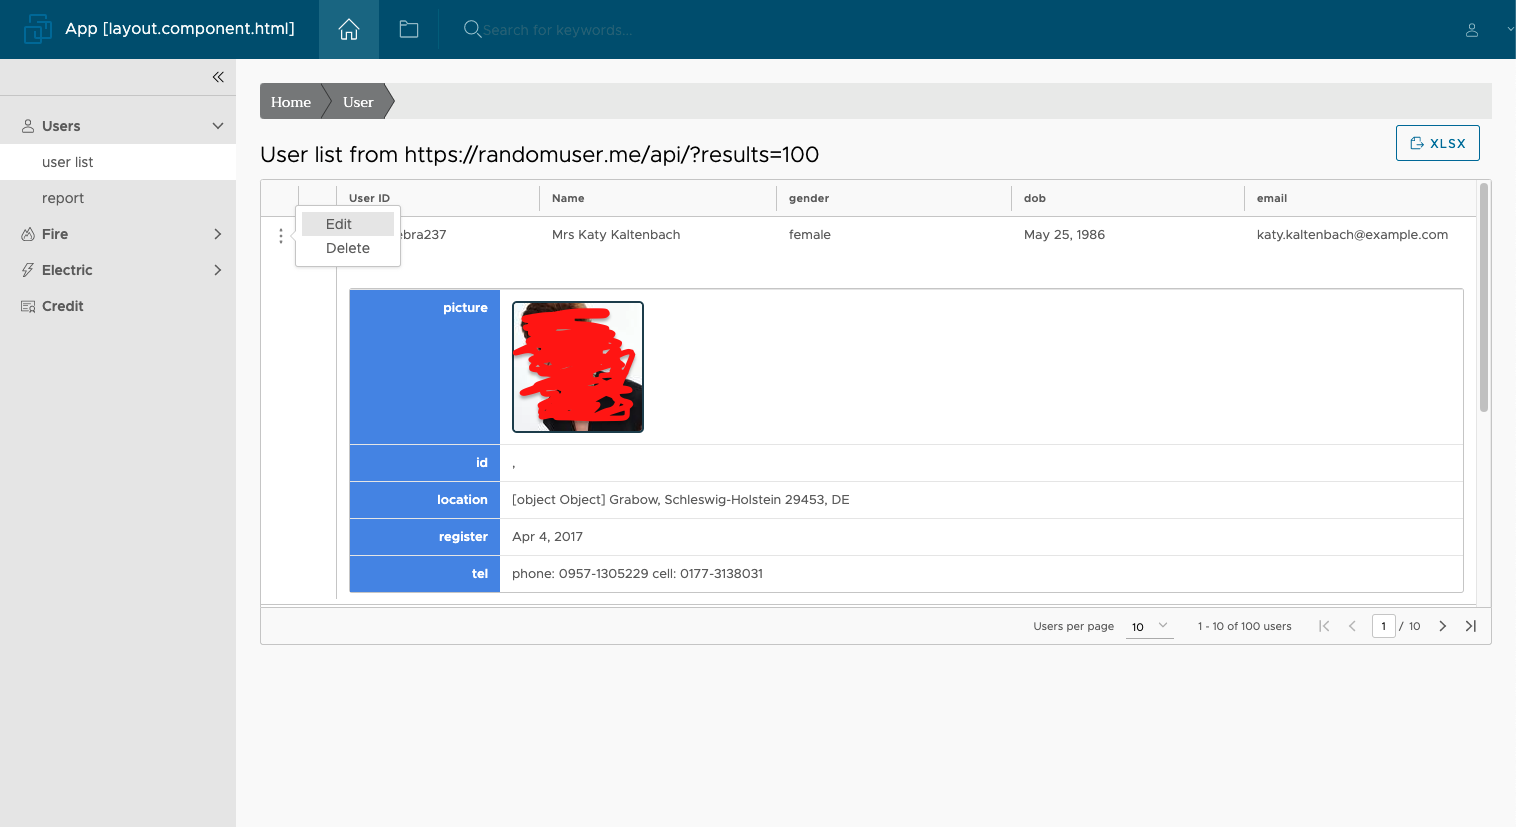 App [layout.component.html]
Search for keywords...
Users
user list
report
Fire
Electric
Credit
Home
User
User list from https://randomuser.me/api/?results=100
XLSX
User ID
Name
gender
dob
email
Edit
Delete
Mrs Katy Kaltenbach
female
May 25, 1986
katy.kaltenbach@example.com
picture
id
,
location
[object Object] Grabow, Schleswig-Holstein 29453, DE
register
Apr 4, 2017
tel
phone: 0957-1305229 cell: 0177-3138031
Users per page
10
1 - 10 of 100 users
1
/ 10